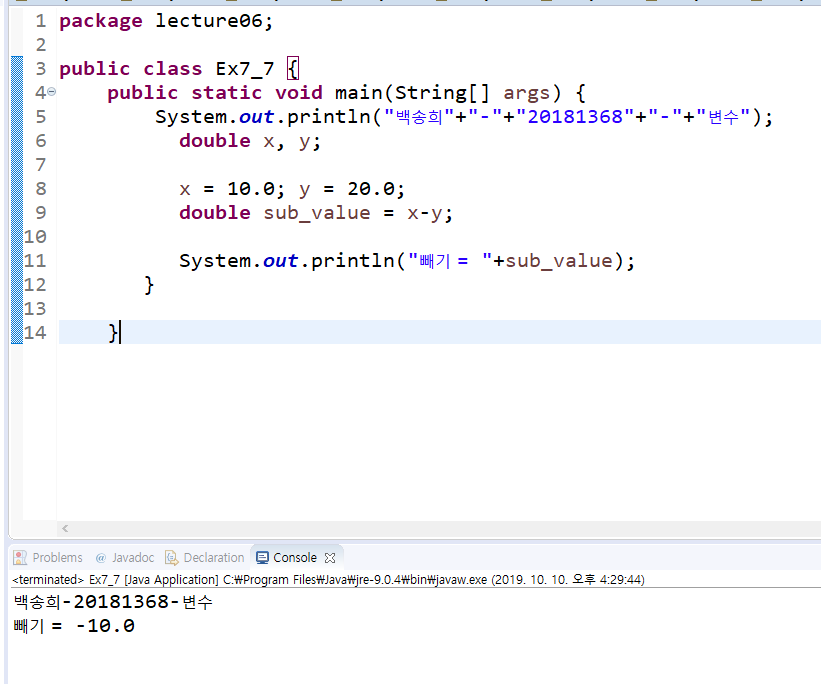 1 package lecture06;
2
3 public class Ex7_7 {
4 public static void main(String[] args) {
5 System.out.println("백송희"+"-"+"20181368"+"-"+"변수");
6 double x, y;
7
8 x = 10.0; y = 20.0;
9 double sub_value = x-y;
10
11 System.out.println("빼기 = "+sub_value);
12 }
13
14 }
Problems @ Javadoc Declaration Console
<terminated> Ex7_7 [Java Application] C:₩Program Files₩Java₩jre-9.0.4₩bin₩javaw.exe (2019. 10. 10. 오후 4:29:44)
백송희-20181368-변수
빼기 = -10.0